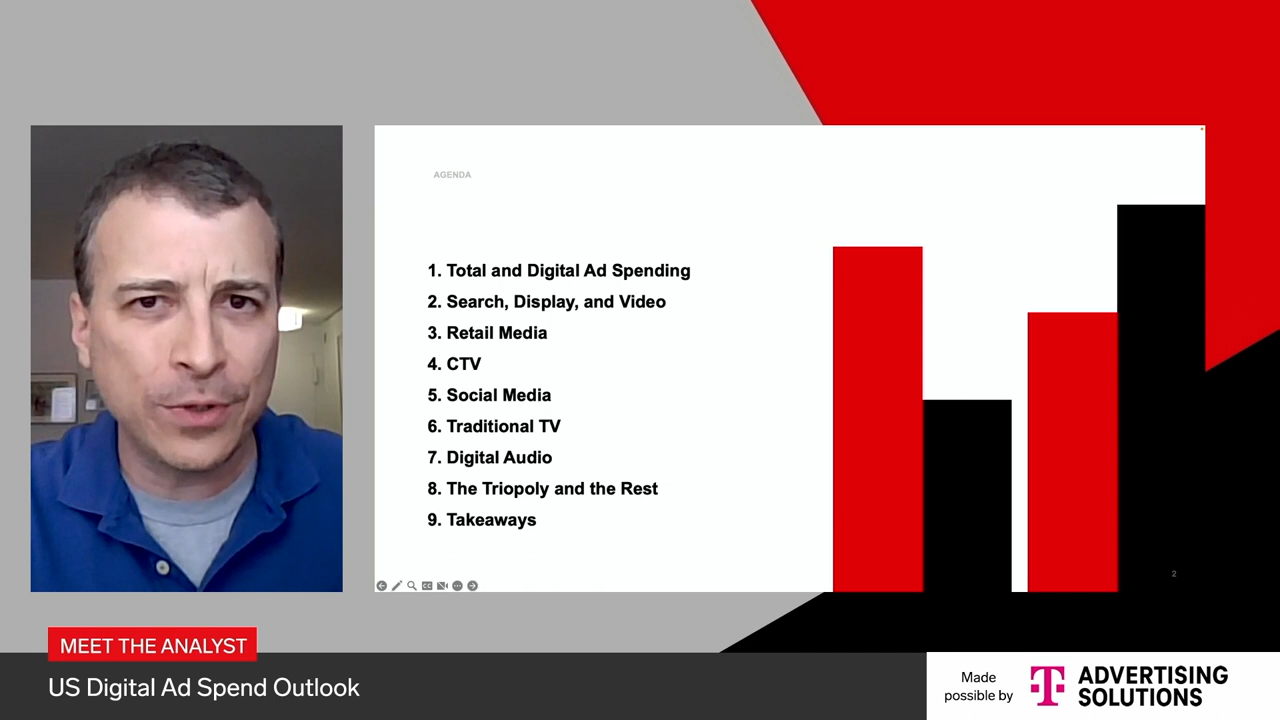 AGENDA
1. Total and Digital Ad Spending
2. Search, Display, and Video
3. Retail Media
4. CTV
5. Social Media
6. Traditional TV
7. Digital Audio
8. The Triopoly and the Rest
9. Takeaways
CC
2
MEET THE ANALYST
US Digital Ad Spend Outlook
Made
possible by
T ADVERTISING
SOLUTIONS